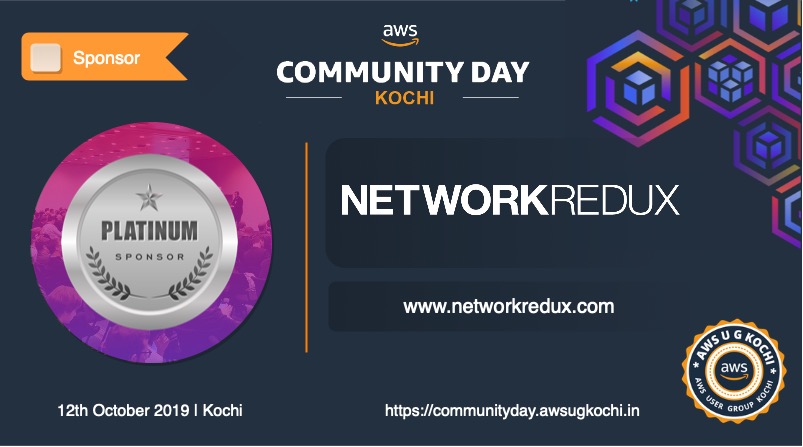 Sponsor
aws
COMMUNITY DAY
KOCHI
PLATINUM
SPONSOR
NETWORKREDUX
www.networkredux.com
AWS U G KOCHI
aws
AWS USER GROUP KOCHI
12th October 2019 | Kochi
https://communityday.awsugkochi.in